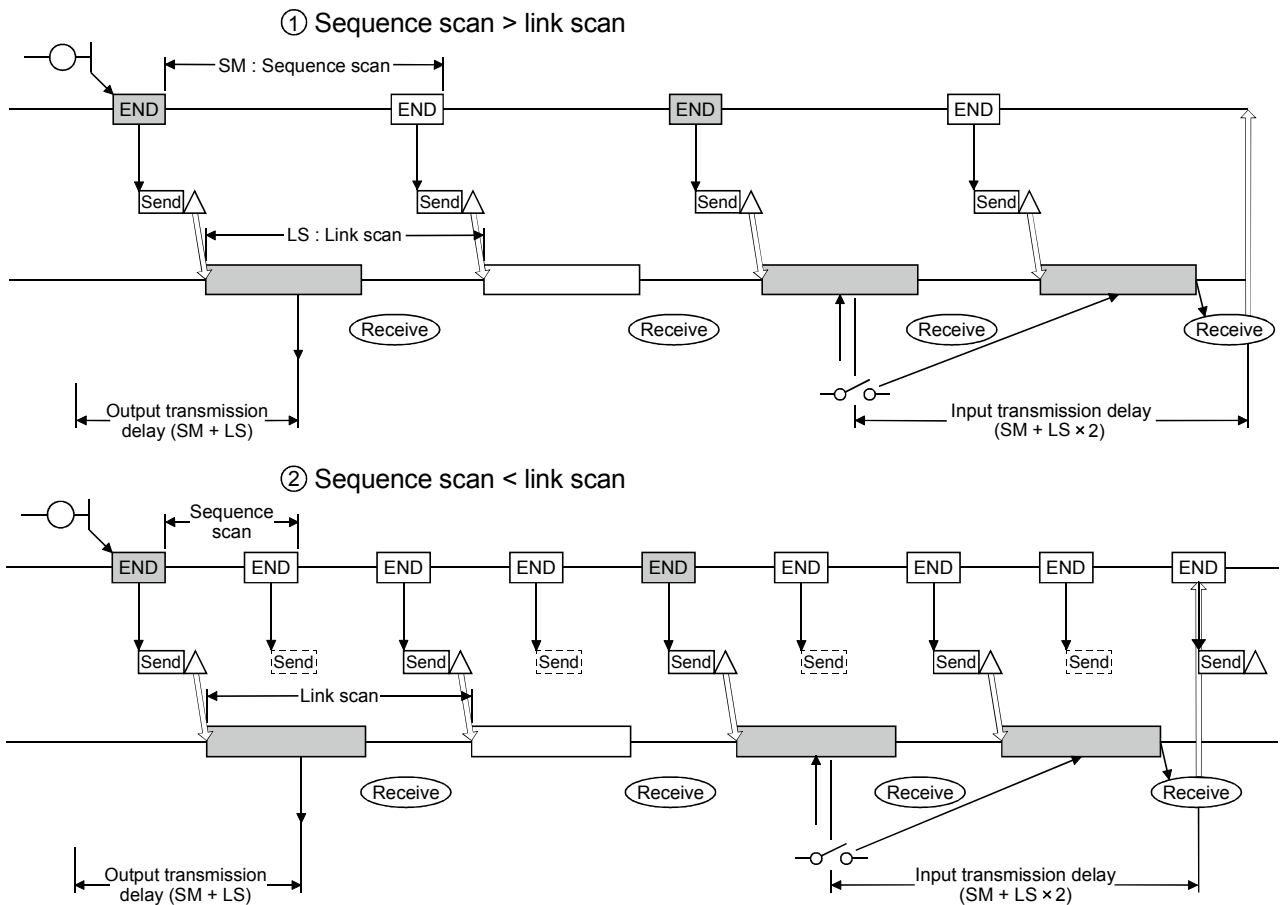 ① Sequence scan > link scan
SM : Sequence scan
END END END END
Send Send Send Send
LS : Link scan
Receive Receive Receive Receive
Output transmission
delay (SM + LS)
Input transmission delay
(SM + LS × 2)
② Sequence scan < link scan
Sequence
scan
END END END END END END END END END
Send Send Send Send Send Send Send Send Send
Link scan
Receive Receive Receive Receive
Output transmission
delay (SM + LS)
Input transmission delay
(SM + LS × 2)